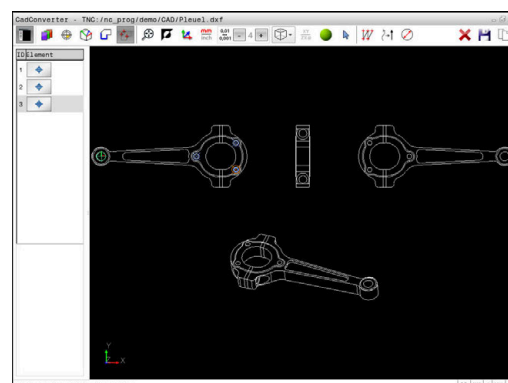 CadConverter - TNC:/nc_prog/demo/CAD/Pleuel.dxf
mm
inch
0,01
0,001
4
ID Element
1
2
3
Y
X